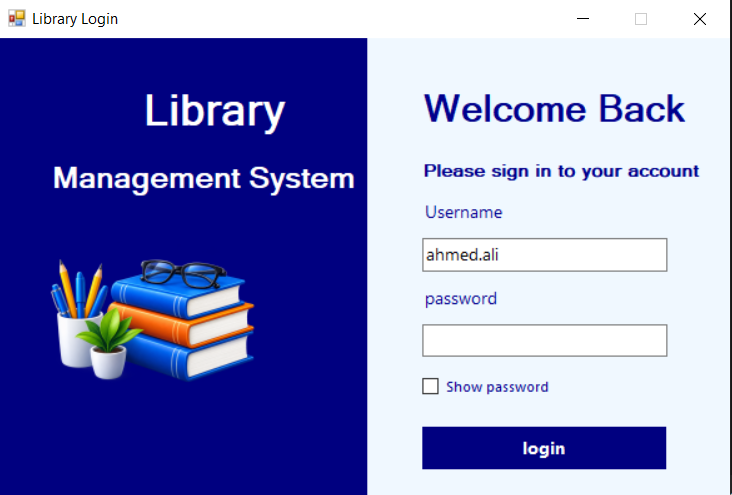 Library Login
Library
Management System
Welcome Back
Please sign in to your account
Username
ahmed.ali
password
Show password
login